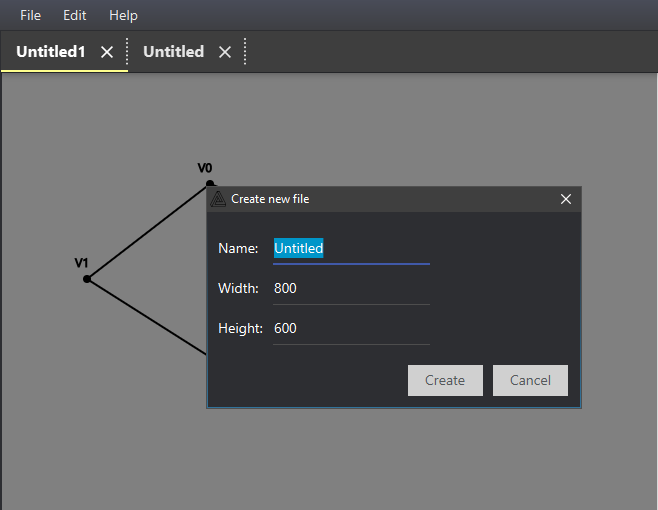 File Edit Help
Untitled1 Untitled
V0
Create new file
Name: Untitled
V1
Width: 800
Height: 600
Create Cancel